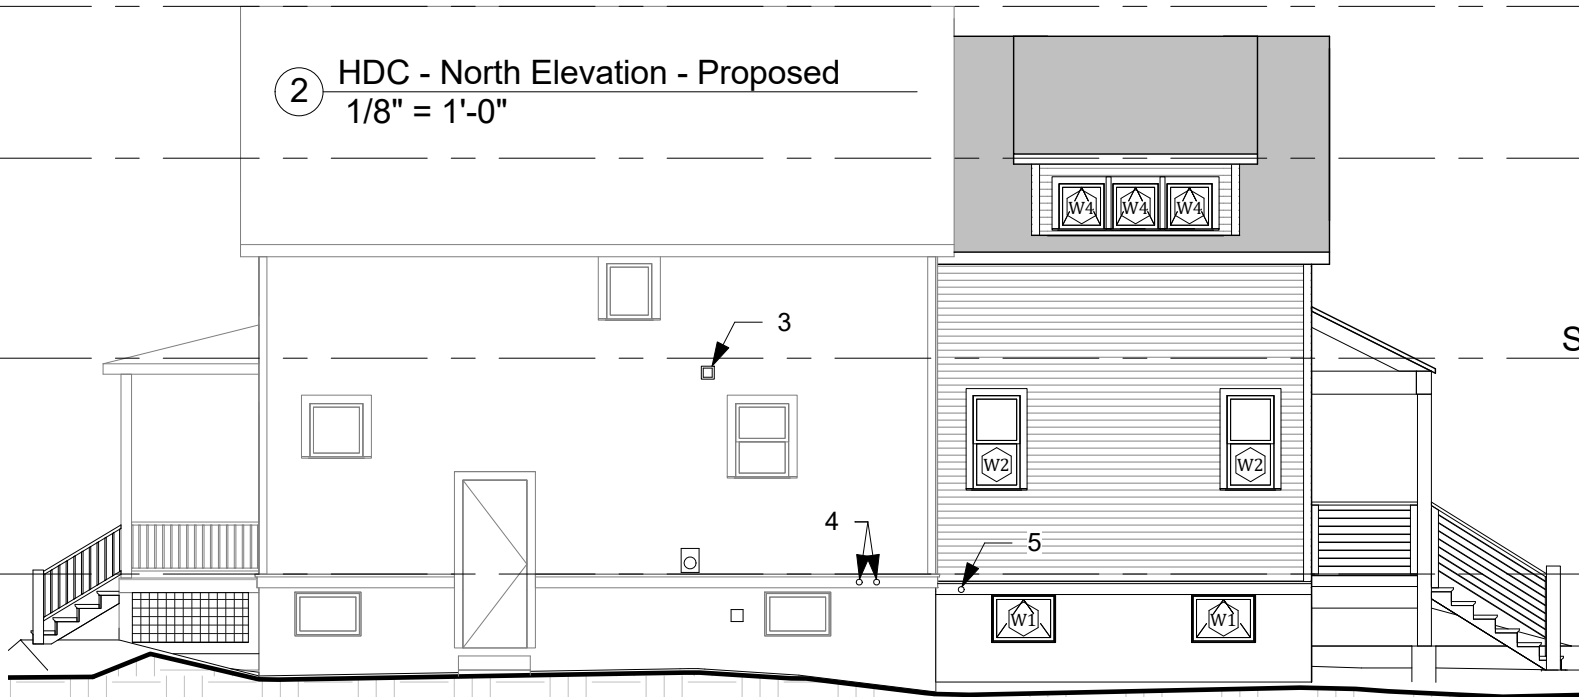 2
HDC - North Elevation - Proposed
1/8" = 1'-0"
W4 W4 W4
3
S
W2 W2
4
5
W1 W1